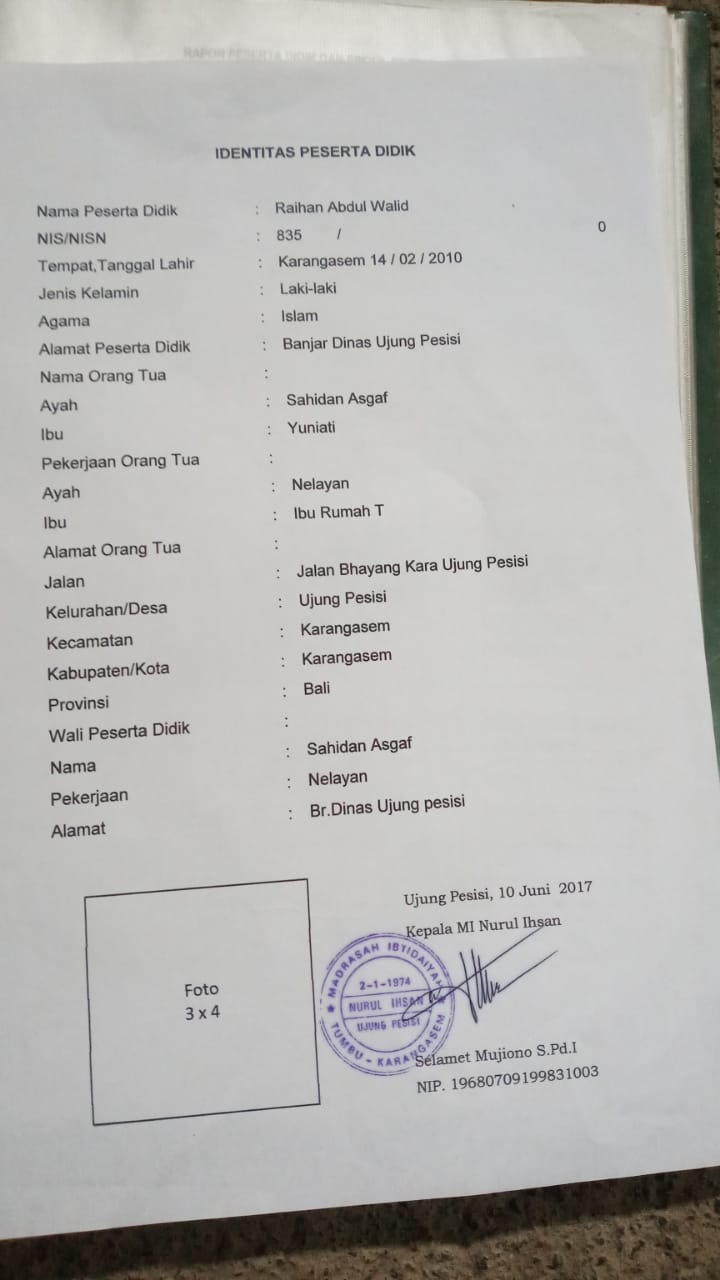 IDENTITAS PESERTA DIDIK
Nama Peserta Didik : Raihan Abdul Walid
NIS/NISN : 835 / 0
Tempat,Tanggal Lahir : Karangasem 14 / 02 / 2010
Jenis Kelamin : Laki-laki
Agama : Islam
Alamat Peserta Didik : Banjar Dinas Ujung Pesisi
Nama Orang Tua :
Ayah : Sahidan Asgaf
Ibu : Yuniati
Pekerjaan Orang Tua :
Ayah : Nelayan
Ibu : Ibu Rumah T
Alamat Orang Tua :
Jalan : Jalan Bhayang Kara Ujung Pesisi
Kelurahan/Desa : Ujung Pesisi
Kecamatan : Karangasem
Kabupaten/Kota : Karangasem
Provinsi : Bali
Wali Peserta Didik :
Nama : Sahidan Asgaf
Pekerjaan : Nelayan
Alamat : Br.Dinas Ujung pesisi
Ujung Pesisi, 10 Juni 2017
Kepala MI Nurul Ihsan
MADRASAH IBTIDAIYAH
2-1-1974
NURUL IHSAN
UJUNG PESISI
TUMBU - KARANGASEM
Foto
3 x 4
Selamet Mujiono S.Pd.I
NIP. 19680709199831003